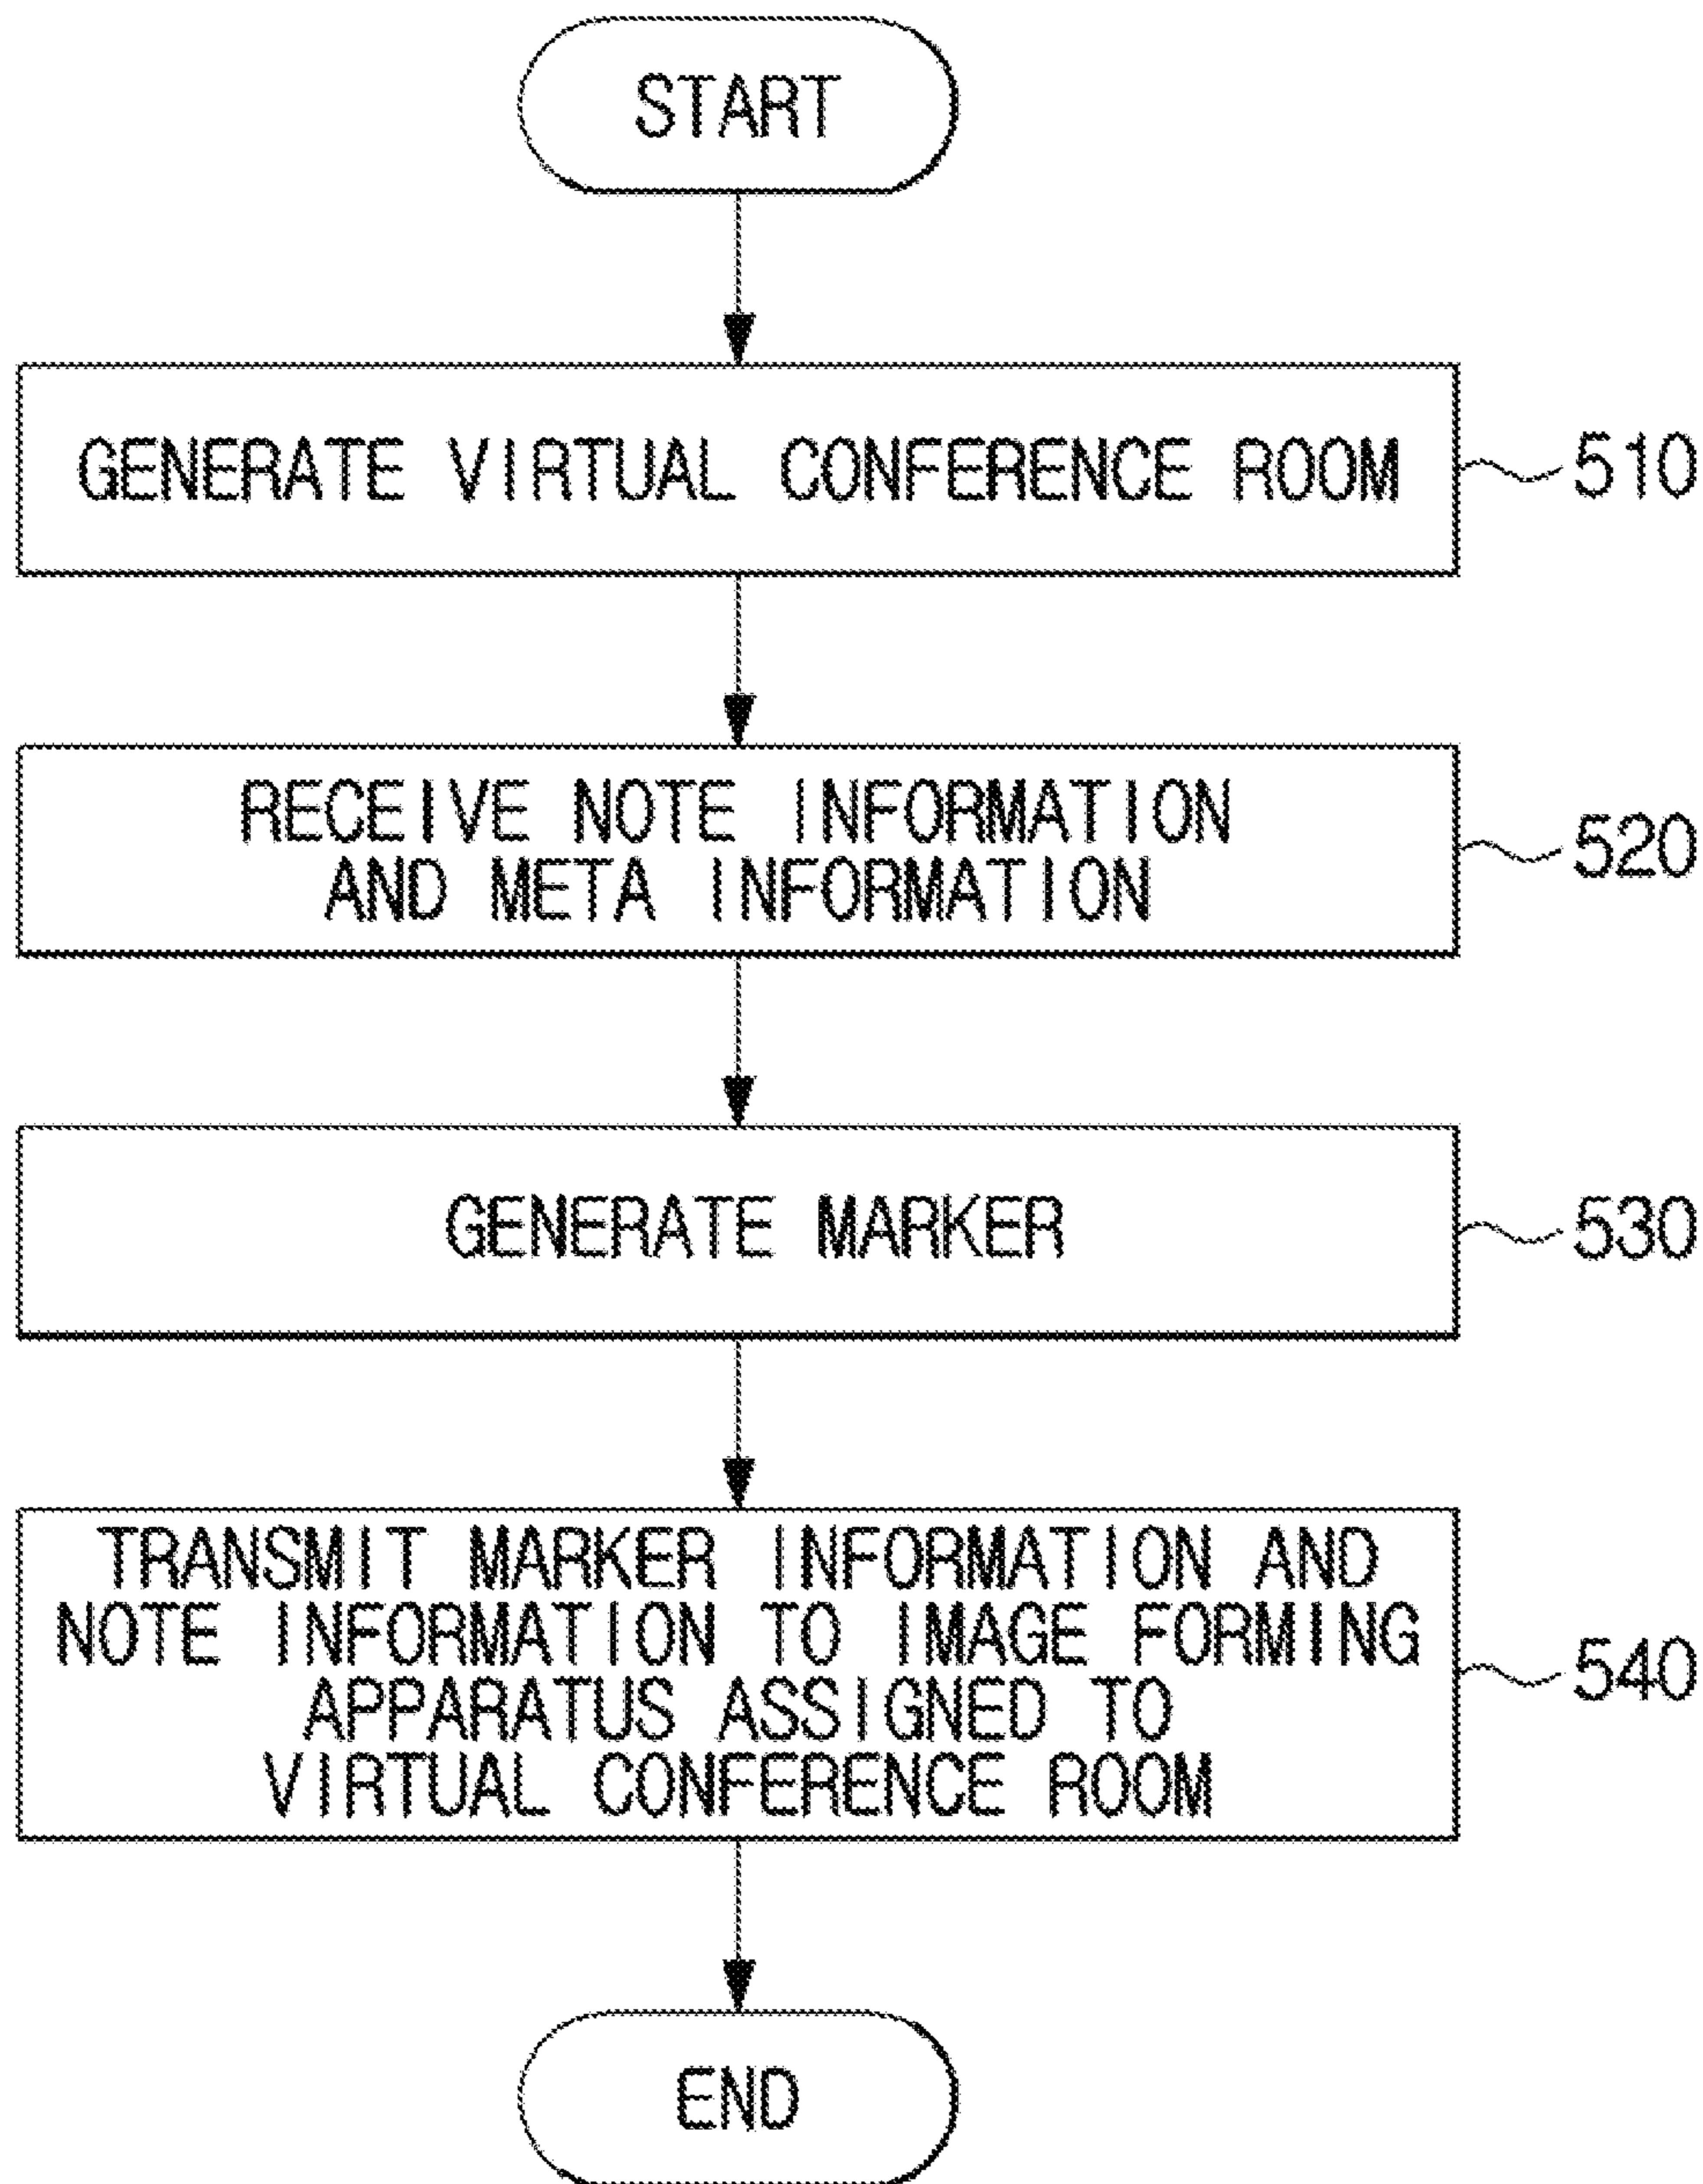 START
GENERATE VIRTUAL CONFERENCE ROOM
510
RECEIVE NOTE INFORMATION
AND META INFORMATION
520
GENERATE MARKER
530
TRANSMIT MARKER INFORMATION AND
NOTE INFORMATION TO IMAGE FORMING
APPARATUS ASSIGNED TO
VIRTUAL CONFERENCE ROOM
540
END